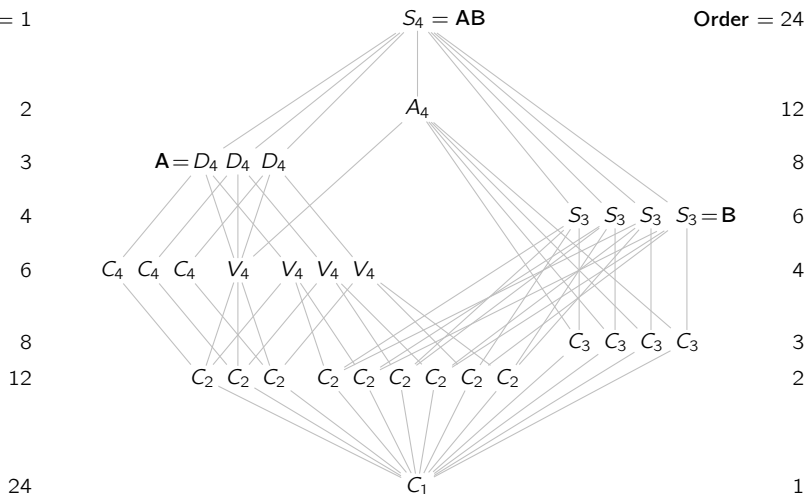 = 1 S₄ = AB Order = 24
2 A₄ 12
3 A = D₄ D₄ D₄ 8
4 S₃ S₃ S₃ S₃ = B 6
6 C₄ C₄ C₄ V₄ V₄ V₄ V₄ 4
8 C₃ C₃ C₃ C₃ 3
12 C₂ C₂ C₂ C₂ C₂ C₂ C₂ C₂ C₂ 2
24 C₁ 1